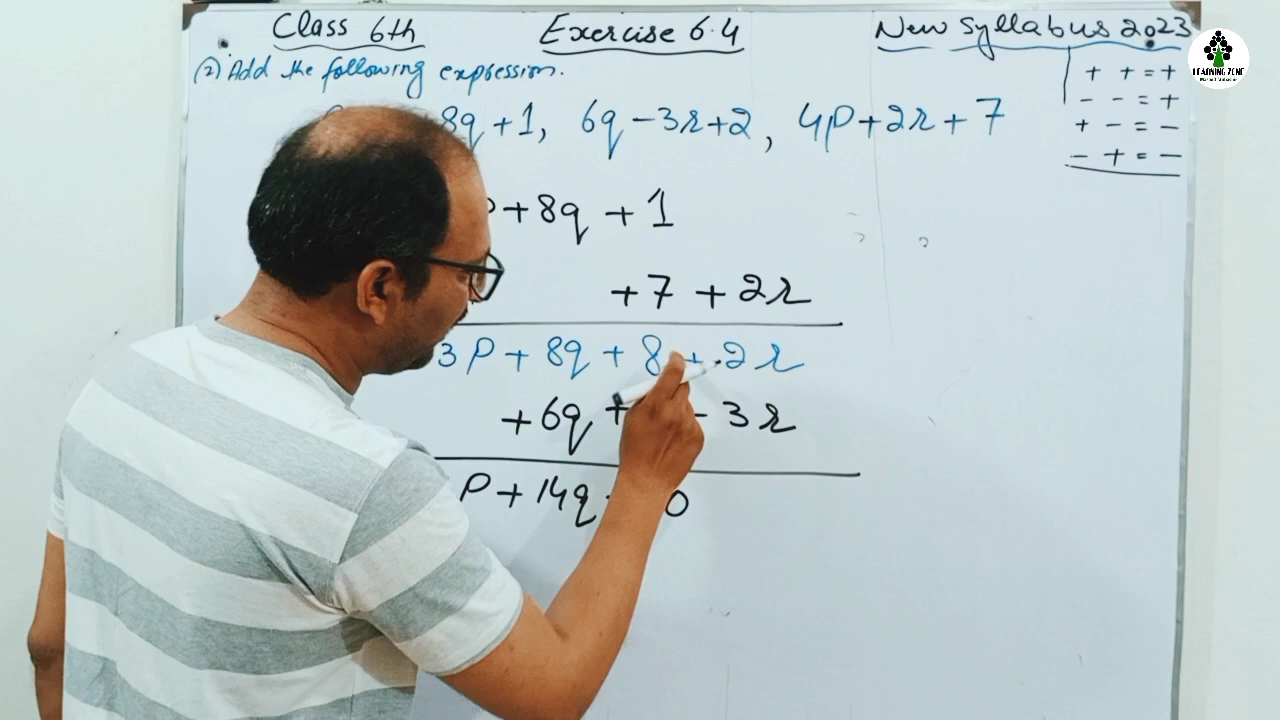 Class 6th Exercise 6.4 New Syllabus 2023
(2) Add the following expression.
8q + 1, 6q - 3r + 2, 4P + 2r + 7
+ + = +
- - = +
+ - = -
- + = -
LEARNING ZONE
+ 8q + 1
+ 7 + 2r
3P + 8q + 8 + 2r
+ 6q + - 3r
P + 14q 0